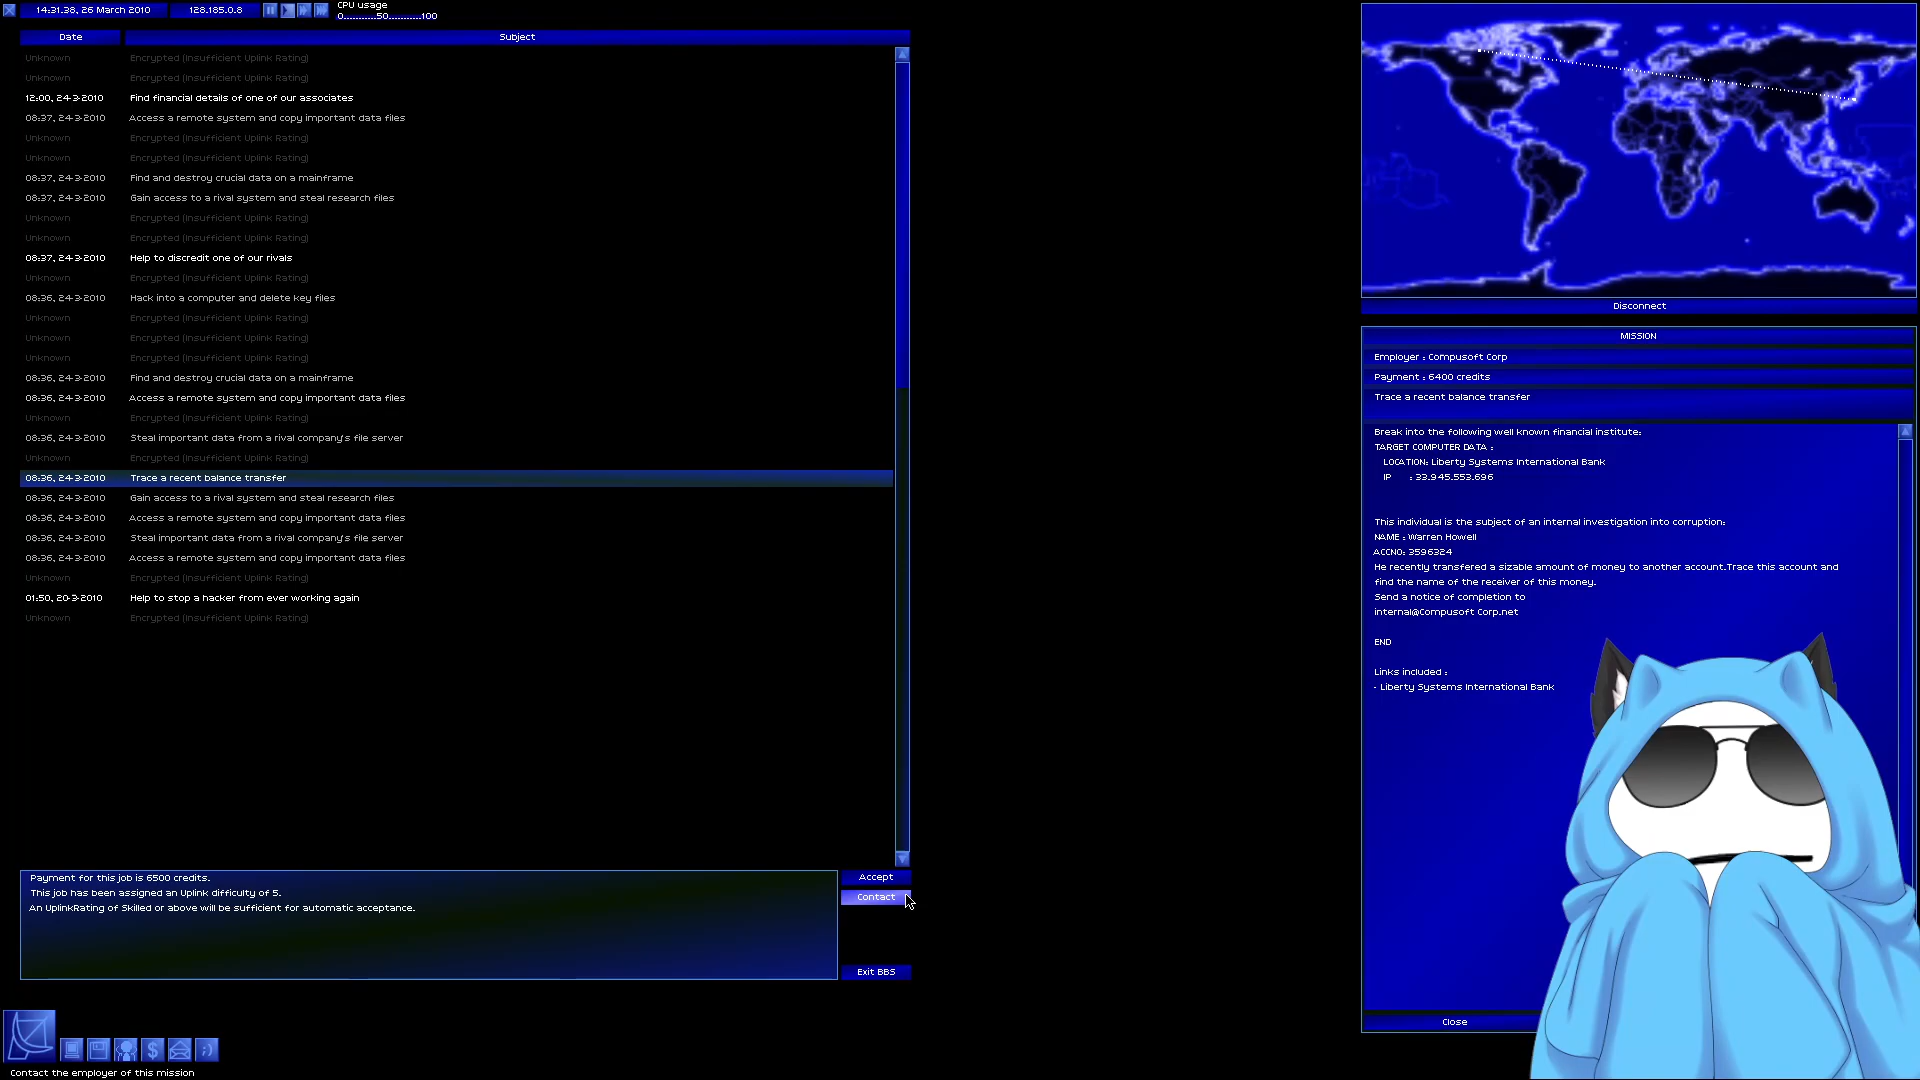 14:31.38, 26 March 2010
128.185.0.8
CPU usage
0...........50...........100
Date Subject
Unknown Encrypted (Insufficient Uplink Rating)
Unknown Encrypted (Insufficient Uplink Rating)
12:00, 24-3-2010 Find financial details of one of our associates
08:37, 24-3-2010 Access a remote system and copy important data files
Unknown Encrypted (Insufficient Uplink Rating)
Unknown Encrypted (Insufficient Uplink Rating)
08:37, 24-3-2010 Find and destroy crucial data on a mainframe
08:37, 24-3-2010 Gain access to a rival system and steal research files
Unknown Encrypted (Insufficient Uplink Rating)
Unknown Encrypted (Insufficient Uplink Rating)
08:37, 24-3-2010 Help to discredit one of our rivals
Unknown Encrypted (Insufficient Uplink Rating)
08:36, 24-3-2010 Hack into a computer and delete key files
Unknown Encrypted (Insufficient Uplink Rating)
Unknown Encrypted (Insufficient Uplink Rating)
Unknown Encrypted (Insufficient Uplink Rating)
08:36, 24-3-2010 Find and destroy crucial data on a mainframe
08:36, 24-3-2010 Access a remote system and copy important data files
Unknown Encrypted (Insufficient Uplink Rating)
08:36, 24-3-2010 Steal important data from a rival company's file server
Unknown Encrypted (Insufficient Uplink Rating)
08:36, 24-3-2010 Trace a recent balance transfer
08:36, 24-3-2010 Gain access to a rival system and steal research files
08:36, 24-3-2010 Access a remote system and copy important data files
08:36, 24-3-2010 Steal important data from a rival company's file server
08:36, 24-3-2010 Access a remote system and copy important data files
Unknown Encrypted (Insufficient Uplink Rating)
01:50, 20-3-2010 Help to stop a hacker from ever working again
Unknown Encrypted (Insufficient Uplink Rating)
Payment for this job is 6500 credits.
This job has been assigned an Uplink difficulty of 5.
An UplinkRating of Skilled or above will be sufficient for automatic acceptance.
Accept
Contact
Exit BBS
$
;)
Contact the employer of this mission
Disconnect
MISSION
Employer : Compusoft Corp
Payment : 6400 credits
Trace a recent balance transfer
Break into the following well known financial institute:
TARGET COMPUTER DATA :
LOCATION: Liberty Systems International Bank
IP : 33.945.553.696
This individual is the subject of an internal investigation into corruption:
NAME : Warren Howell
ACCNO: 3596324
He recently transfered a sizable amount of money to another account.Trace this account and
find the name of the receiver of this money.
Send a notice of completion to
internal@Compusoft Corp.net
END
Links included :
- Liberty Systems International Bank
Close